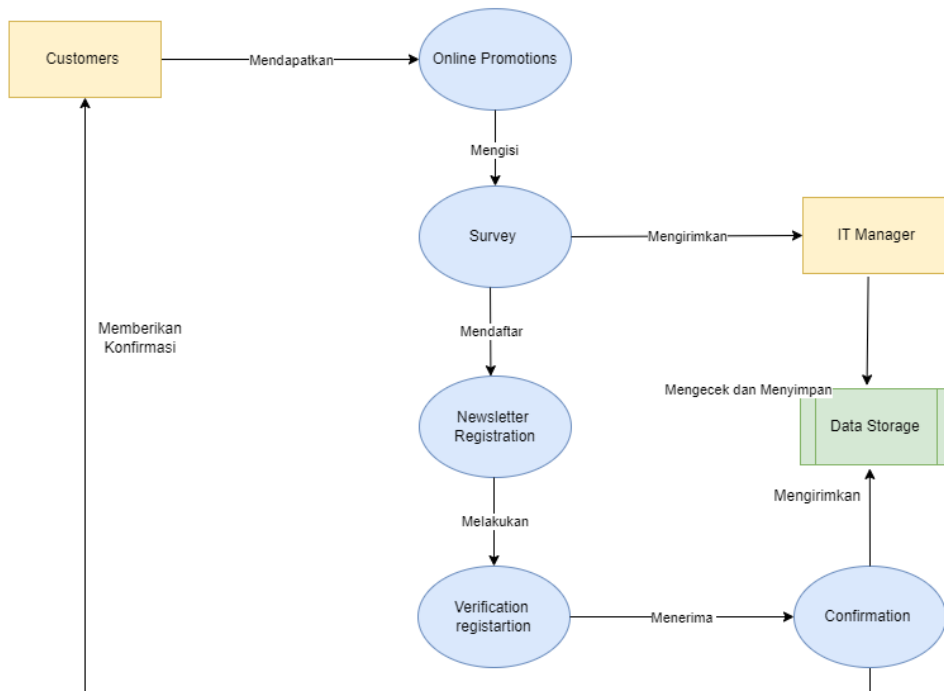 Customers
Mendapatkan
Online Promotions
Mengisi
Survey
Mengirimkan
IT Manager
Memberikan
Konfirmasi
Mendaftar
Mengecek dan Menyimpan
Newsletter
Registration
Data Storage
Mengirimkan
Melakukan
Verification
registartion
Menerima
Confirmation